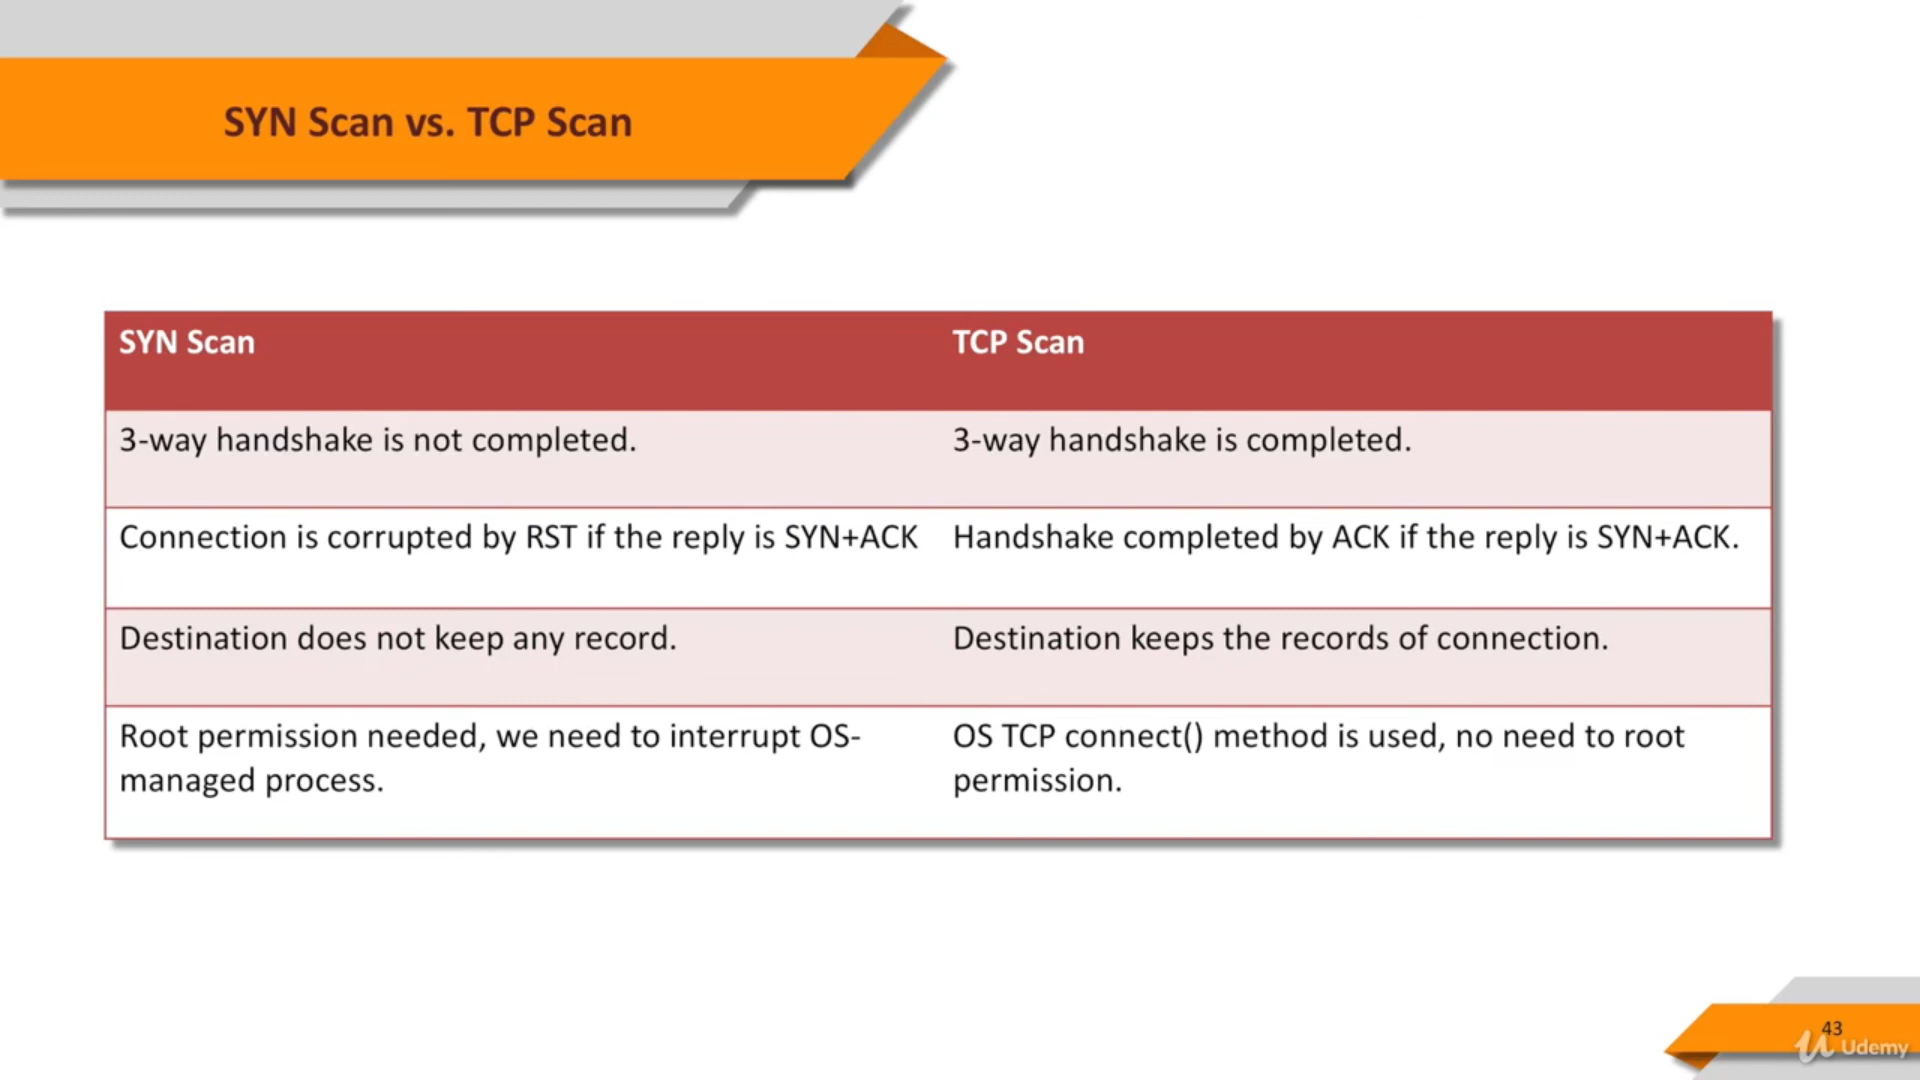 SYN Scan vs. TCP Scan
SYN Scan
TCP Scan
3-way handshake is not completed.
3-way handshake is completed.
Connection is corrupted by RST if the reply is SYN+ACK
Handshake completed by ACK if the reply is SYN+ACK.
Destination does not keep any record.
Destination keeps the records of connection.
Root permission needed, we need to interrupt OS-
managed process.
OS TCP connect() method is used, no need to root
permission.
43
Udemy